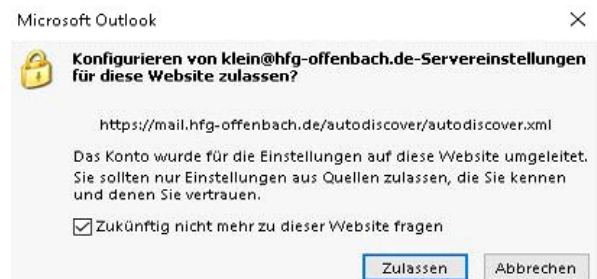 Microsoft Outlook
Konfigurieren von klein@hfg-offenbach.de-Servereinstellungen
für diese Website zulassen?
https://mail.hfg-offenbach.de/autodiscover/autodiscover.xml
Das Konto wurde für die Einstellungen auf diese Website umgeleitet.
Sie sollten nur Einstellungen aus Quellen zulassen, die Sie kennen
und denen Sie vertrauen.
Zukünftig nicht mehr zu dieser Website fragen
Zulassen Abbrechen